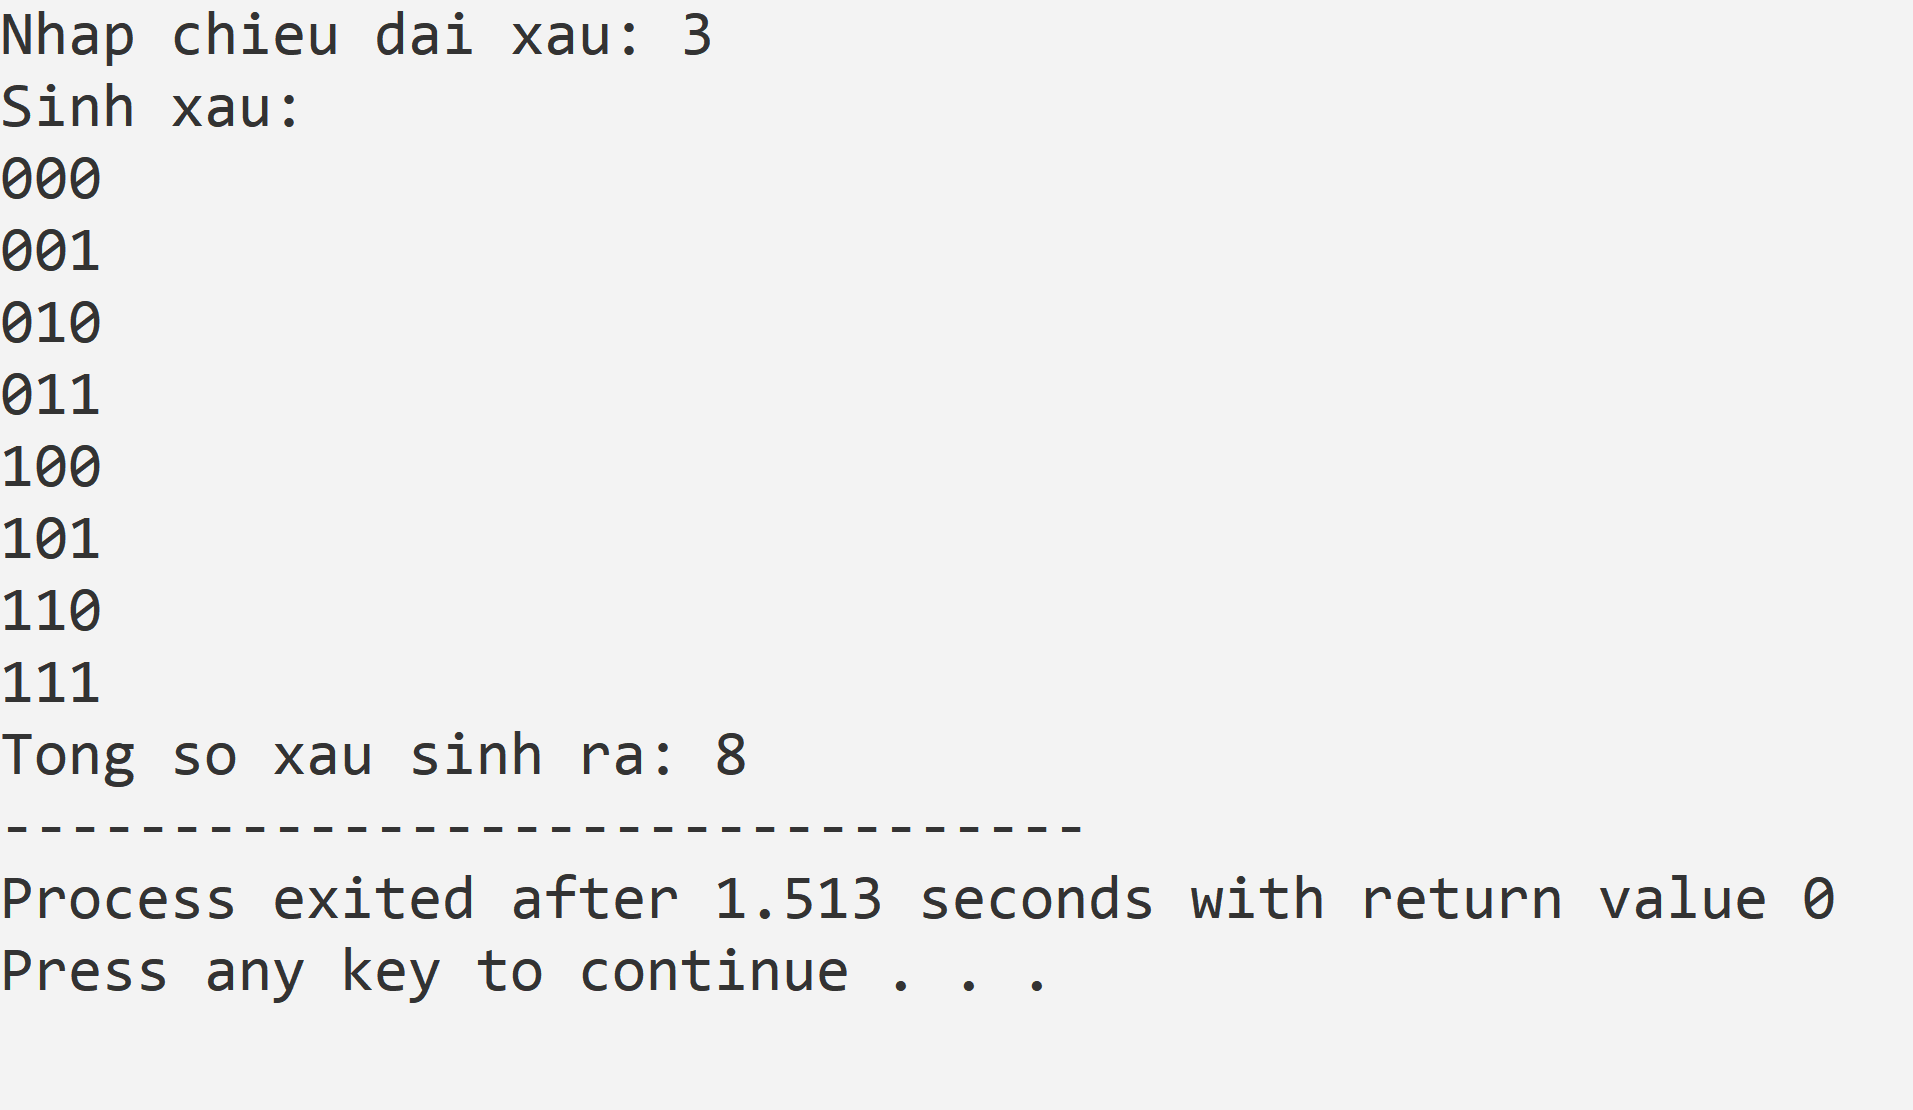 Nhap chieu dai xau: 3
Sinh xau:
000
001
010
011
100
101
110
111
Tong so xau sinh ra: 8
--------------------------------
Process exited after 1.513 seconds with return value 0
Press any key to continue . . .